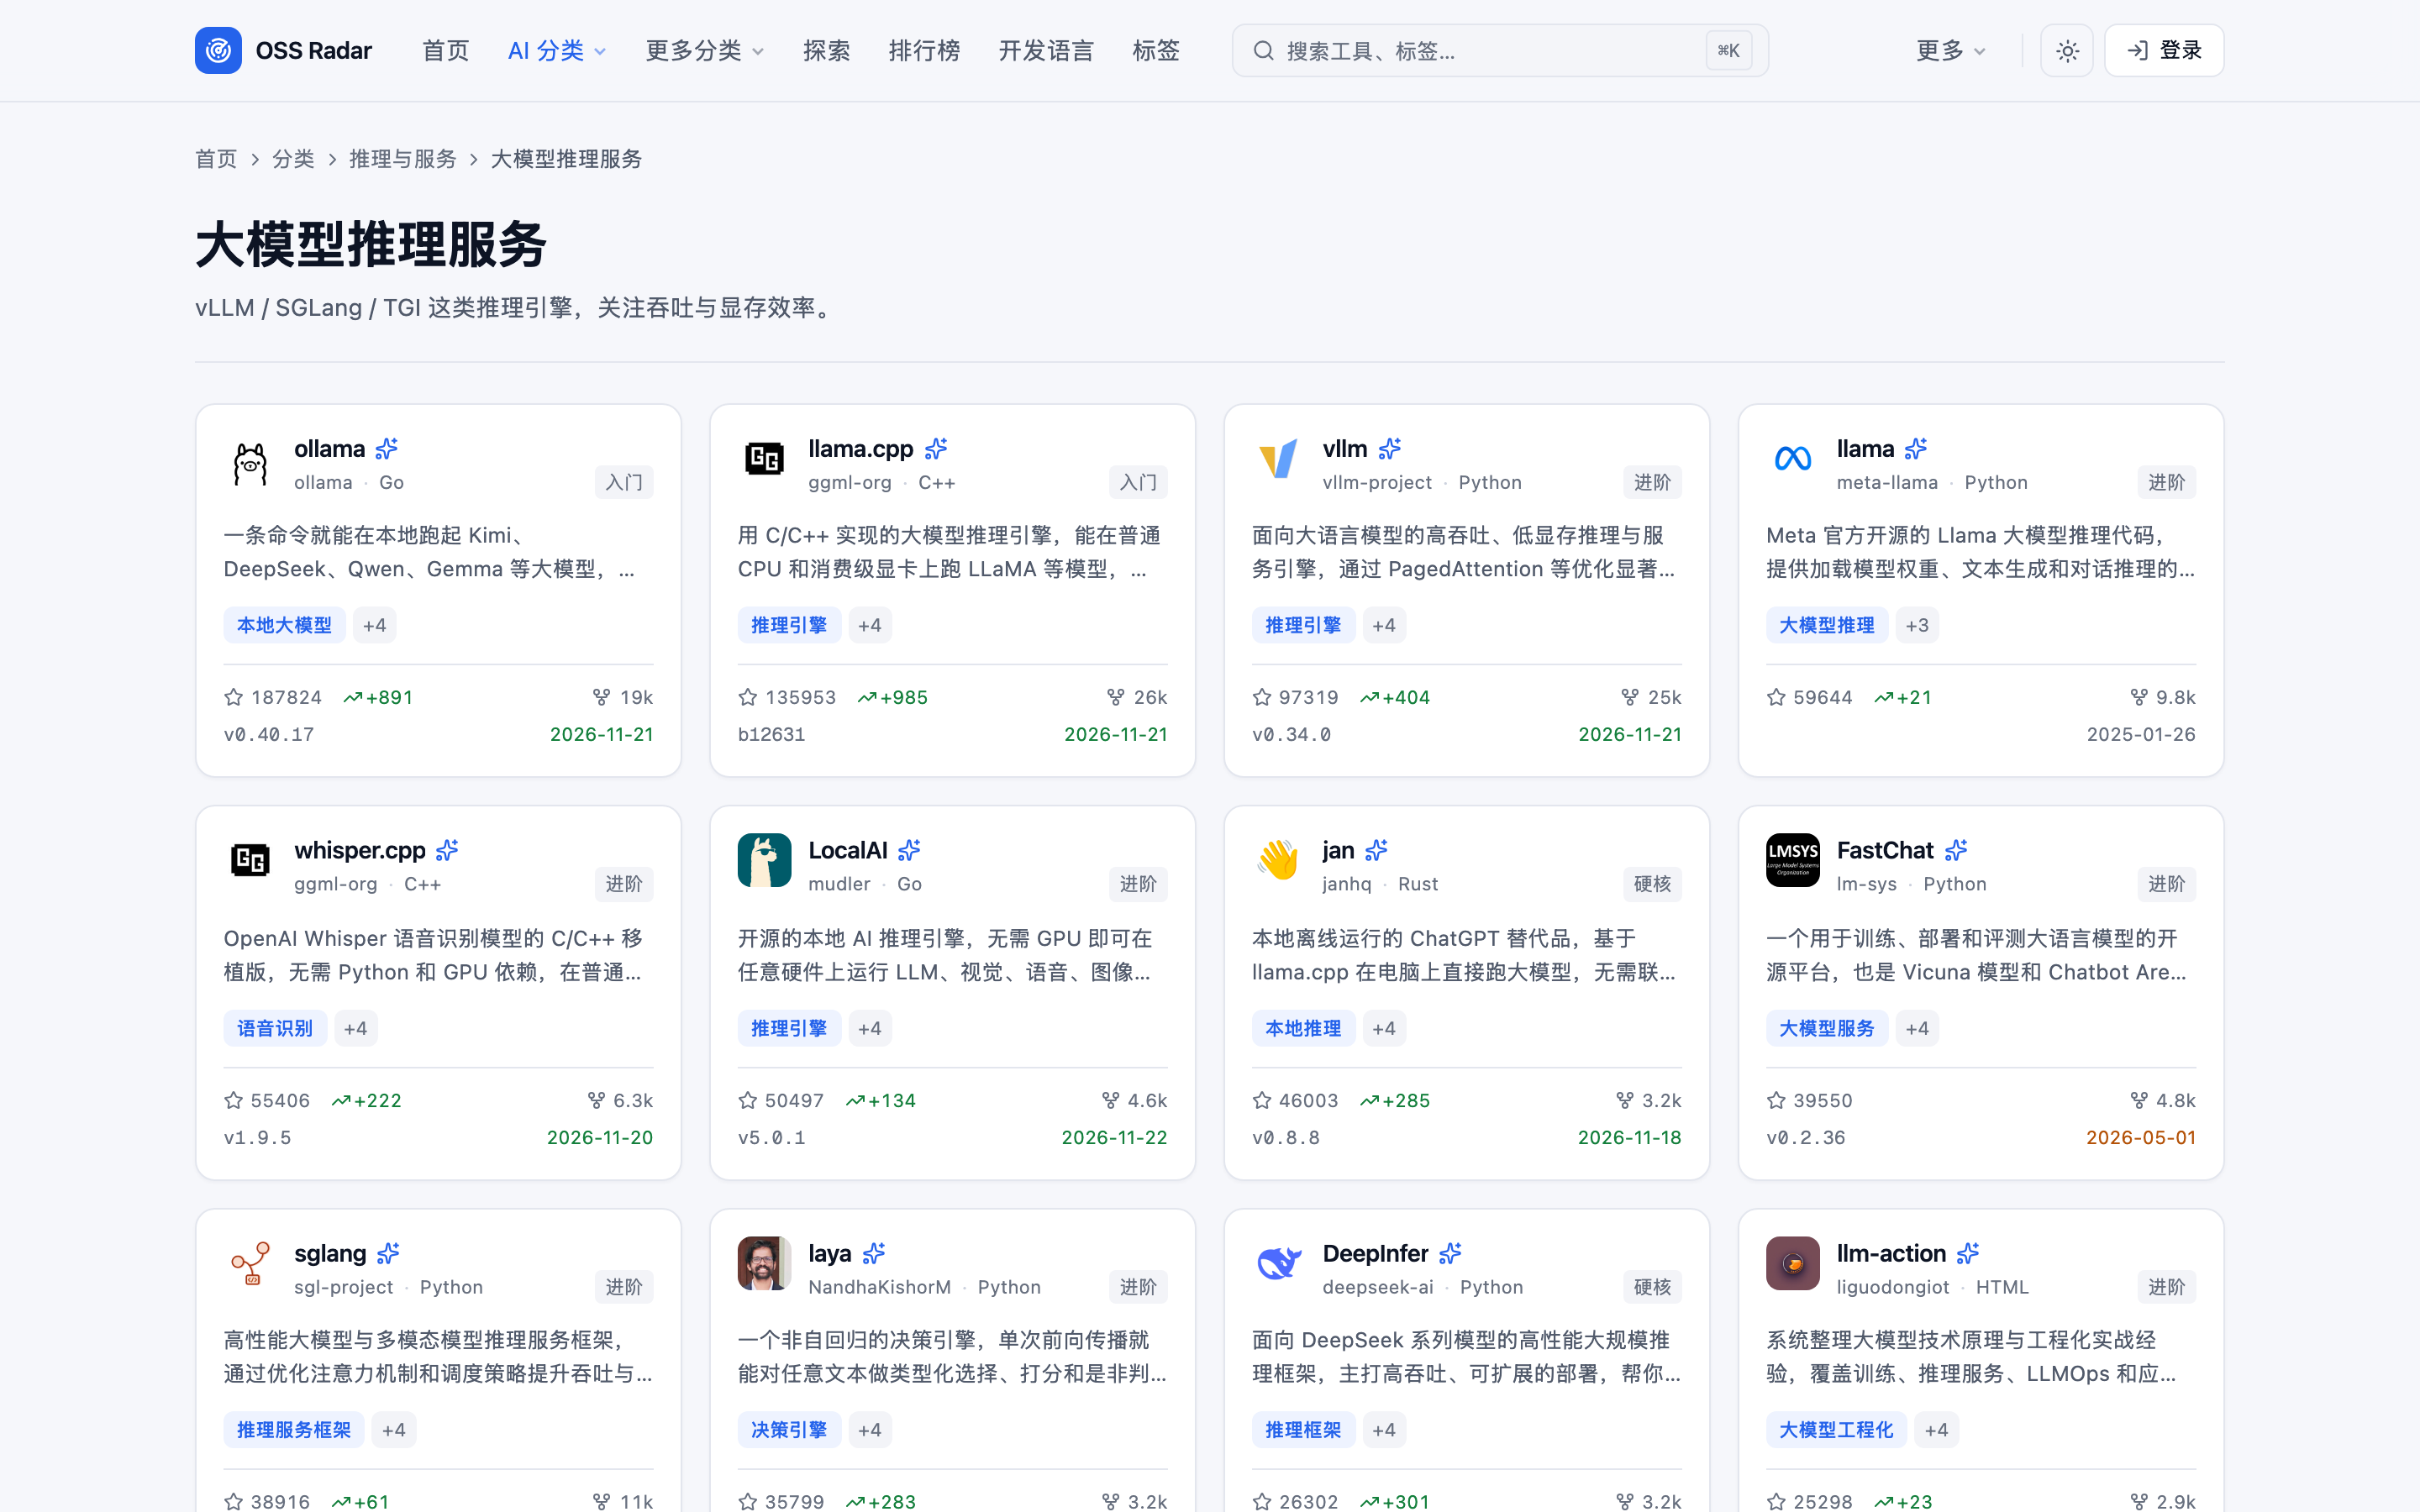 OSS Radar
首页
AI 分类
更多分类
探索
排行榜
开发语言
标签
搜索工具、标签...
⌘K
更多
登录
首页 > 分类 > 推理与服务 > 大模型推理服务
大模型推理服务
vLLM / SGLang / TGI 这类推理引擎，关注吞吐与显存效率。
ollama
ollama · Go
入门
一条命令就能在本地跑起 Kimi、
DeepSeek、Qwen、Gemma 等大模型，...
本地大模型 +4
187824 +891 19k
v0.40.17 2026-11-21
llama.cpp
ggml-org · C++
入门
用 C/C++ 实现的大模型推理引擎，能在普通
CPU 和消费级显卡上跑 LLaMA 等模型，...
推理引擎 +4
135953 +985 26k
b12631 2026-11-21
vllm
vllm-project · Python
进阶
面向大语言模型的高吞吐、低显存推理与服
务引擎，通过 PagedAttention 等优化显著...
推理引擎 +4
97319 +404 25k
v0.34.0 2026-11-21
llama
meta-llama · Python
进阶
Meta 官方开源的 Llama 大模型推理代码，
提供加载模型权重、文本生成和对话推理的...
大模型推理 +3
59644 +21 9.8k
2025-01-26
whisper.cpp
ggml-org · C++
进阶
OpenAI Whisper 语音识别模型的 C/C++ 移
植版，无需 Python 和 GPU 依赖，在普通...
语音识别 +4
55406 +222 6.3k
v1.9.5 2026-11-20
LocalAI
mudler · Go
进阶
开源的本地 AI 推理引擎，无需 GPU 即可在
任意硬件上运行 LLM、视觉、语音、图像...
推理引擎 +4
50497 +134 4.6k
v5.0.1 2026-11-22
jan
janhq · Rust
硬核
本地离线运行的 ChatGPT 替代品，基于
llama.cpp 在电脑上直接跑大模型，无需联...
本地推理 +4
46003 +285 3.2k
v0.8.8 2026-11-18
LMSYS
Large Model Systems
Organization
FastChat
lm-sys · Python
进阶
一个用于训练、部署和评测大语言模型的开
源平台，也是 Vicuna 模型和 Chatbot Are...
大模型服务 +4
39550 4.8k
v0.2.36 2026-05-01
sglang
sgl-project · Python
进阶
高性能大模型与多模态模型推理服务框架，
通过优化注意力机制和调度策略提升吞吐与...
推理服务框架 +4
38916 +61 11k
laya
NandhaKishorM · Python
进阶
一个非自回归的决策引擎，单次前向传播就
能对任意文本做类型化选择、打分和是非判...
决策引擎 +4
35799 +283 3.2k
DeepInfer
deepseek-ai · Python
硬核
面向 DeepSeek 系列模型的高性能大规模推
理框架，主打高吞吐、可扩展的部署，帮你...
推理框架 +4
26302 +301 3.2k
llm-action
liguodongiot · HTML
进阶
系统整理大模型技术原理与工程化实战经
验，覆盖训练、推理服务、LLMOps 和应...
大模型工程化 +4
25298 +23 2.9k